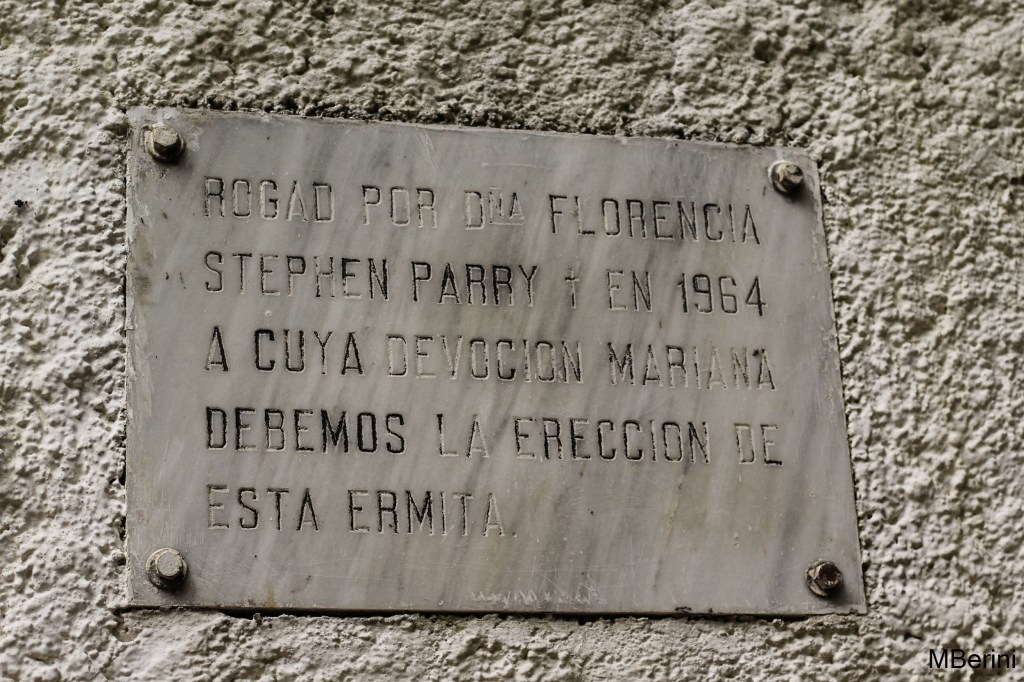 ROGAD POR Dña FLORENCIA
STEPHEN PARRY † EN 1964
A CUYA DEVOCION MARIANA
DEBEMOS LA ERECCION DE
ESTA ERMITA.
MBerini